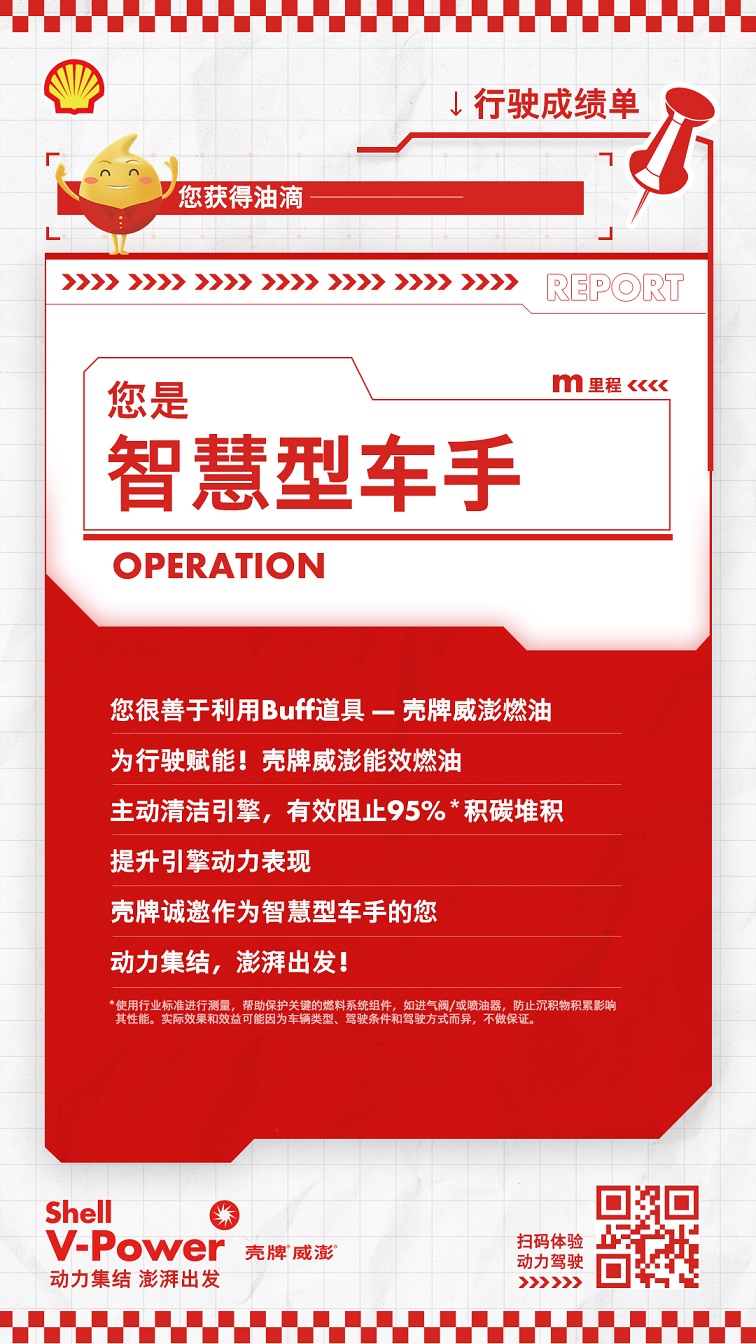 ↓行驶成绩单
您获得油滴
REPORT
m里程
您是
智慧型车手
OPERATION
您很善于利用Buff道具 — 壳牌威澎燃油
为行驶赋能！壳牌威澎能效燃油
主动清洁引擎，有效阻止95%*积碳堆积
提升引擎动力表现
壳牌诚邀作为智慧型车手的您
动力集结，澎湃出发！
*使用行业标准进行测量，帮助保护关键的燃料系统组件，如进气阀/或喷油器，防止沉积物积累影响
其性能。实际效果和效益可能因为车辆类型、驾驶条件和驾驶方式而异，不做保证。
Shell
V-Power
壳牌®威澎®
动力集结 澎湃出发
扫码体验
动力驾驶